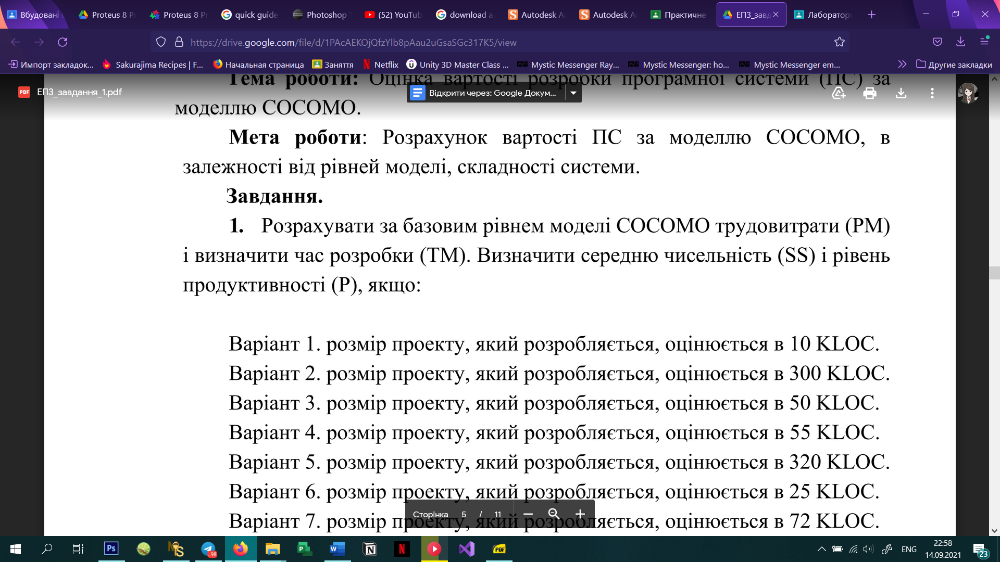 Вбудовані
Proteus 8 P
Proteus 8 P
quick guide
Photoshop
(52) YouTub
download a
Autodesk A
Autodesk A
Практичне
ЕПЗ_завд
Лаборатор
https://drive.google.com/file/d/1PAcAEKOjQfzYlb8pAau2uGsaSGc317K5/view
Импорт закладок...
Sakurajima Recipes | F...
Начальная страница
Заняття
Netflix
Unity 3D Master Class ...
Mystic Messenger Ray...
Mystic Messenger: ho...
Mystic Messenger em...
Другие закладки
PDF
ЕПЗ_завдання_1.pdf
Відкрити через: Google Докум...
Тема роботи: Оцінка вартості розробки програмної системи (ПС) за
моделлю СОСОМО.
Мета роботи: Розрахунок вартості ПС за моделлю СОСОМО, в
залежності від рівней моделі, складності системи.
Завдання.
1. Розрахувати за базовим рівнем моделі СОСОМО трудовитрати (РМ)
і визначити час розробки (ТМ). Визначити середню чисельність (SS) і рівень
продуктивності (Р), якщо:
Варіант 1. розмір проекту, який розробляється, оцінюється в 10 KLOC.
Варіант 2. розмір проекту, який розробляється, оцінюється в 300 KLOC.
Варіант 3. розмір проекту, який розробляється, оцінюється в 50 KLOC.
Варіант 4. розмір проекту, який розробляється, оцінюється в 55 KLOC.
Варіант 5. розмір проекту, який розробляється, оцінюється в 320 KLOC.
Варіант 6. розмір проекту, який розробляється, оцінюється в 25 KLOC.
Варіант 7. розмір проекту, який розробляється, оцінюється в 72 KLOC.
Сторінка 5 / 11
Ps
98
P
W
N
N
PDF
ENG
22:58
14.09.2021
23